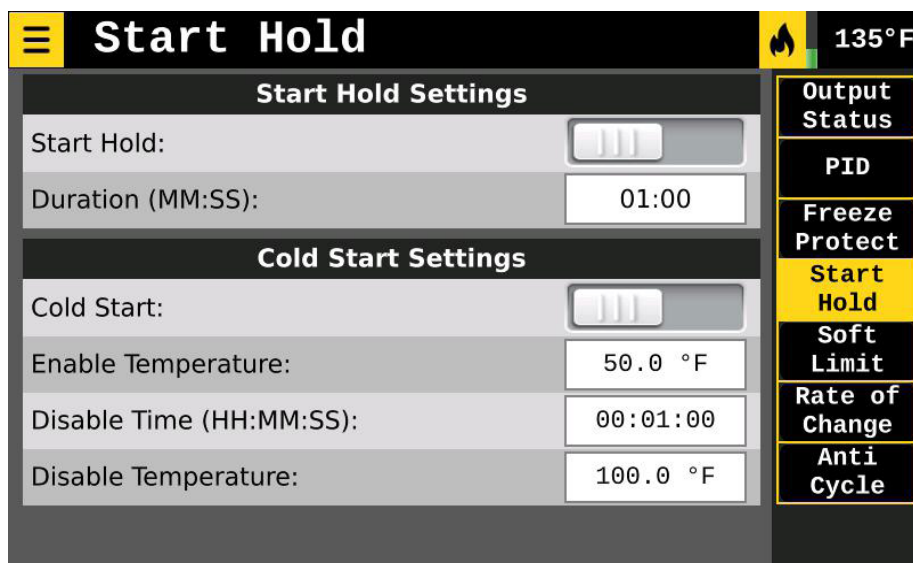 Start Hold
135°F
Start Hold Settings
Start Hold:
Duration (MM:SS):
01:00
Cold Start Settings
Cold Start:
Enable Temperature:
50.0 °F
Disable Time (HH:MM:SS):
00:01:00
Disable Temperature:
100.0 °F
Output
Status
PID
Freeze
Protect
Start
Hold
Soft
Limit
Rate of
Change
Anti
Cycle